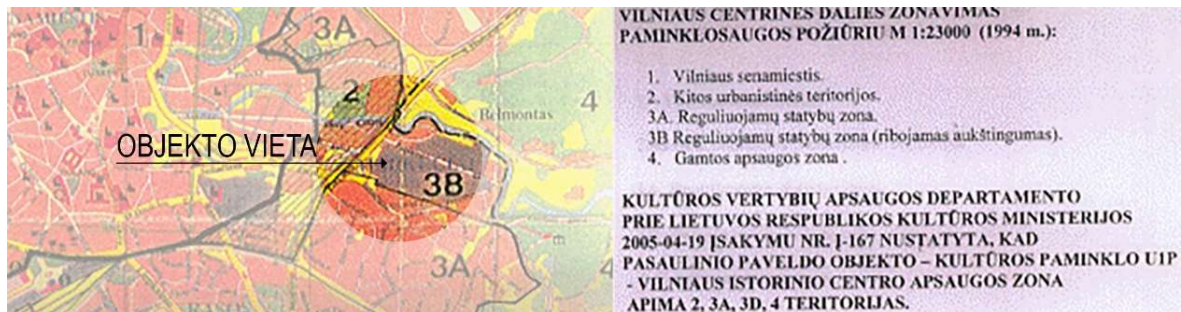 NAMIESTIS
1
3A
2
Belmontas
4
OBJEKTO VIETA
3B
3A
4
RASOS
VILNIAUS CENTRINĖS DALIES ZONAVIMAS
PAMINKLOSAUGOS POŽIŪRIU M 1:23000 (1994 m.):
1. Vilniaus senamiestis.
2. Kitos urbanistinės teritorijos.
3A. Reguliuojamų statybų zona.
3B Reguliuojamų statybų zona (ribojamas aukštingumas).
4. Gamtos apsaugos zona .
KULTŪROS VERTYBIŲ APSAUGOS DEPARTAMENTO
PRIE LIETUVOS RESPUBLIKOS KULTŪROS MINISTERIJOS
2005-04-19 ĮSAKYMU NR. Į-167 NUSTATYTA, KAD
PASAULINIO PAVELDO OBJEKTO – KULTŪROS PAMINKLO U1P
- VILNIAUS ISTORINIO CENTRO APSAUGOS ZONA
APIMA 2, 3A, 3D, 4 TERITORIJAS.